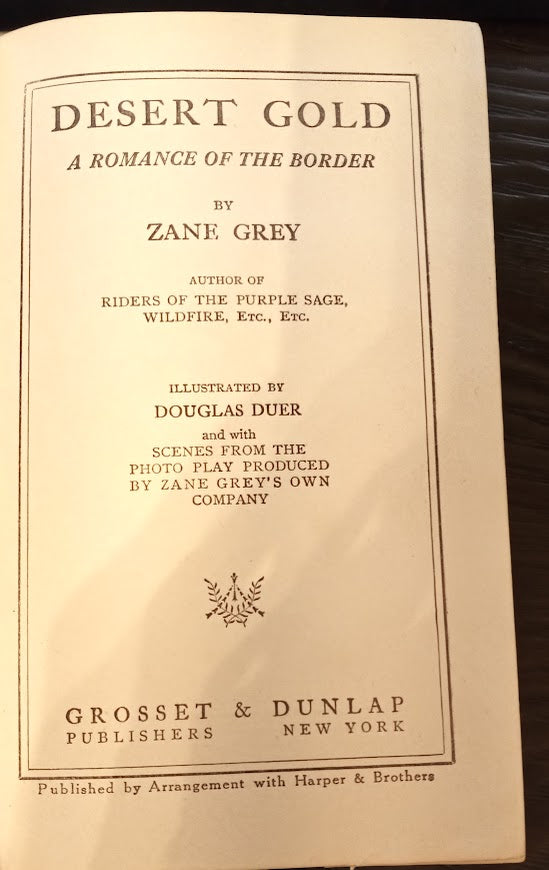 DESERT GOLD
A ROMANCE OF THE BORDER
BY
ZANE GREY
AUTHOR OF
RIDERS OF THE PURPLE SAGE,
WILDFIRE, ETC., ETC.
ILLUSTRATED BY
DOUGLAS DUER
and with
SCENES FROM THE
PHOTO PLAY PRODUCED
BY ZANE GREY'S OWN
COMPANY
GROSSET & DUNLAP
PUBLISHERS NEW YORK
Published by Arrangement with Harper & Brothers